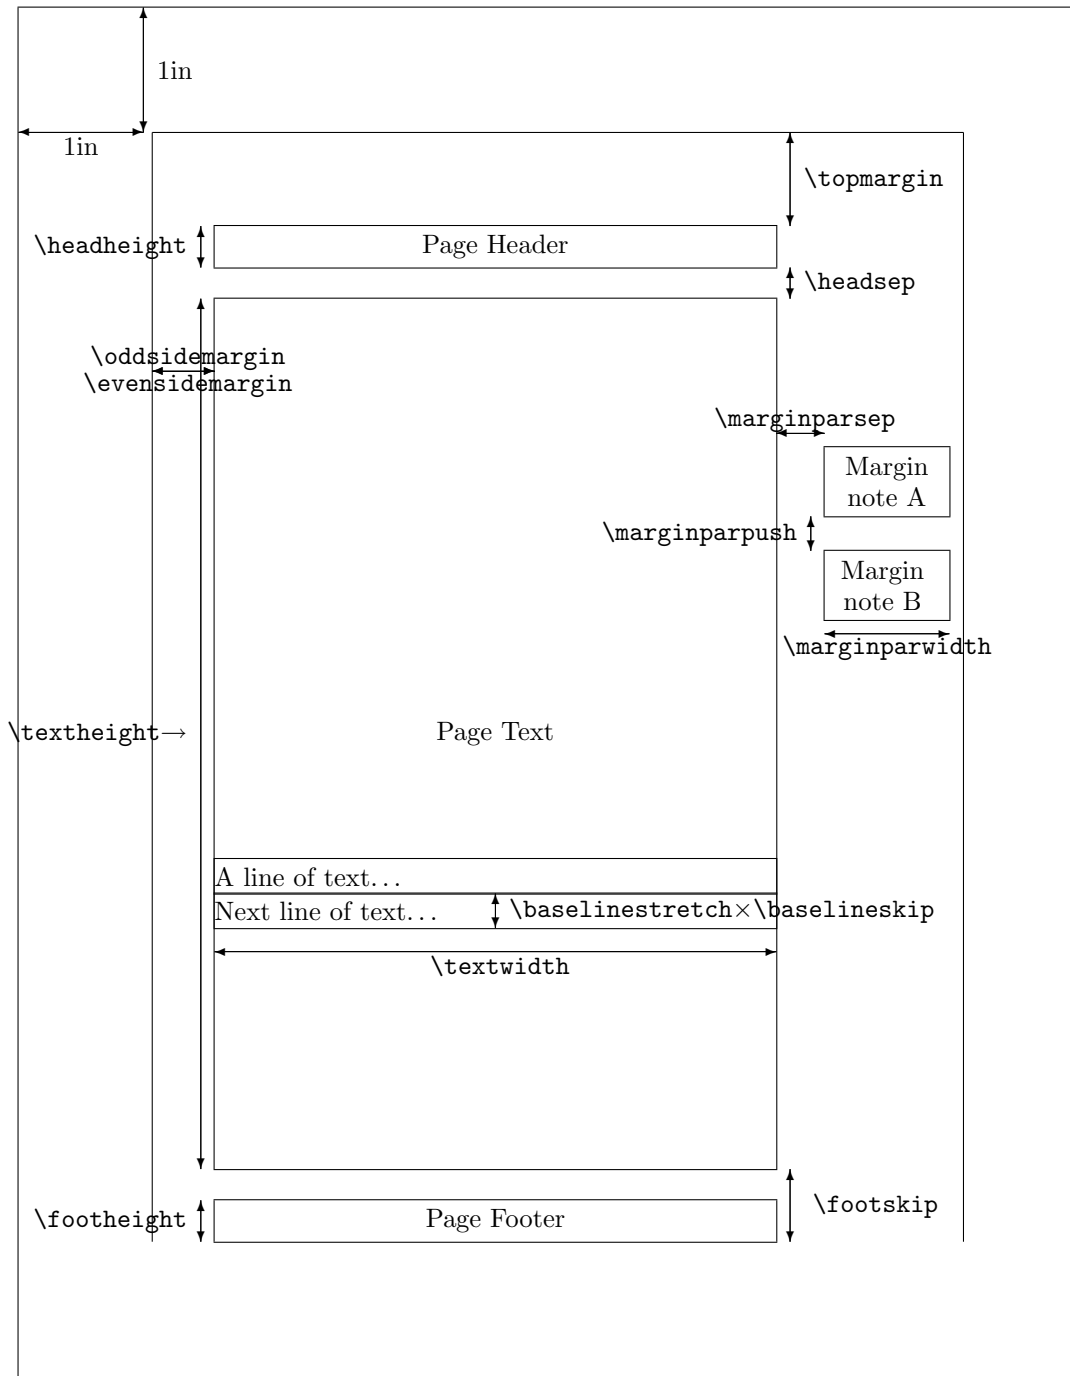 1in
1in
\topmargin
\headheight
Page Header
\headsep
\oddsidemargin
\evensidemargin
\marginparsep
Margin
note A
\marginparpush
Margin
note B
\marginparwidth
\textheight→
Page Text
A line of text...
Next line of text...
\baselinestretch×\baselineskip
\textwidth
\footskip
\footheight
Page Footer